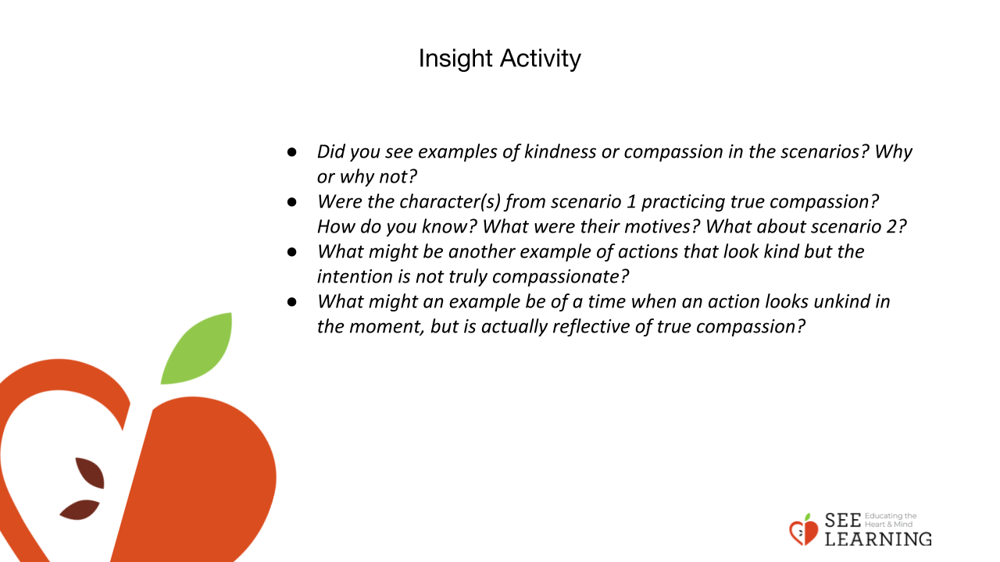 Insight Activity
● Did you see examples of kindness or compassion in the scenarios? Why
or why not?
● Were the character(s) from scenario 1 practicing true compassion?
How do you know? What were their motives? What about scenario 2?
● What might be another example of actions that look kind but the
intention is not truly compassionate?
● What might an example be of a time when an action looks unkind in
the moment, but is actually reflective of true compassion?
SEE Educating the
Heart & Mind
LEARNING